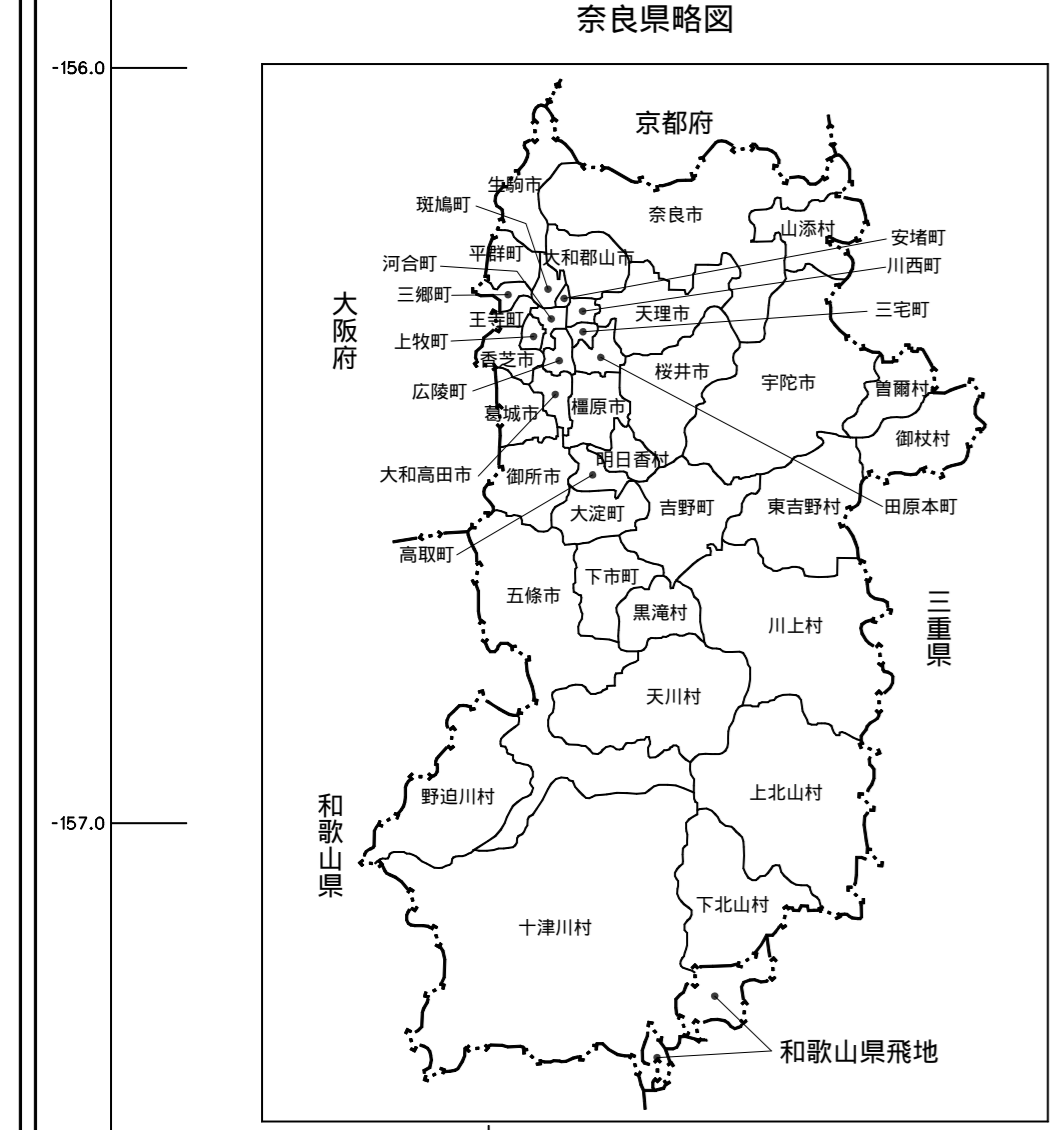 奈良県略図
-156.0
京都府
生駒市
斑鳩町
奈良市
山添村
安堵町
平群町
大和郡山市
河合町
川西町
三郷町
大阪府
王寺町
天理市
三宅町
上牧町
香芝市
桜井市
宇陀市
曽爾村
広陵町
葛城市
橿原市
御杖村
明日香村
大和高田市
御所市
大淀町
吉野町
東吉野村
田原本町
高取町
五條市
下市町
黒滝村
川上村
三重県
天川村
野迫川村
上北山村
和歌山県
-157.0
下北山村
十津川村
和歌山県飛地